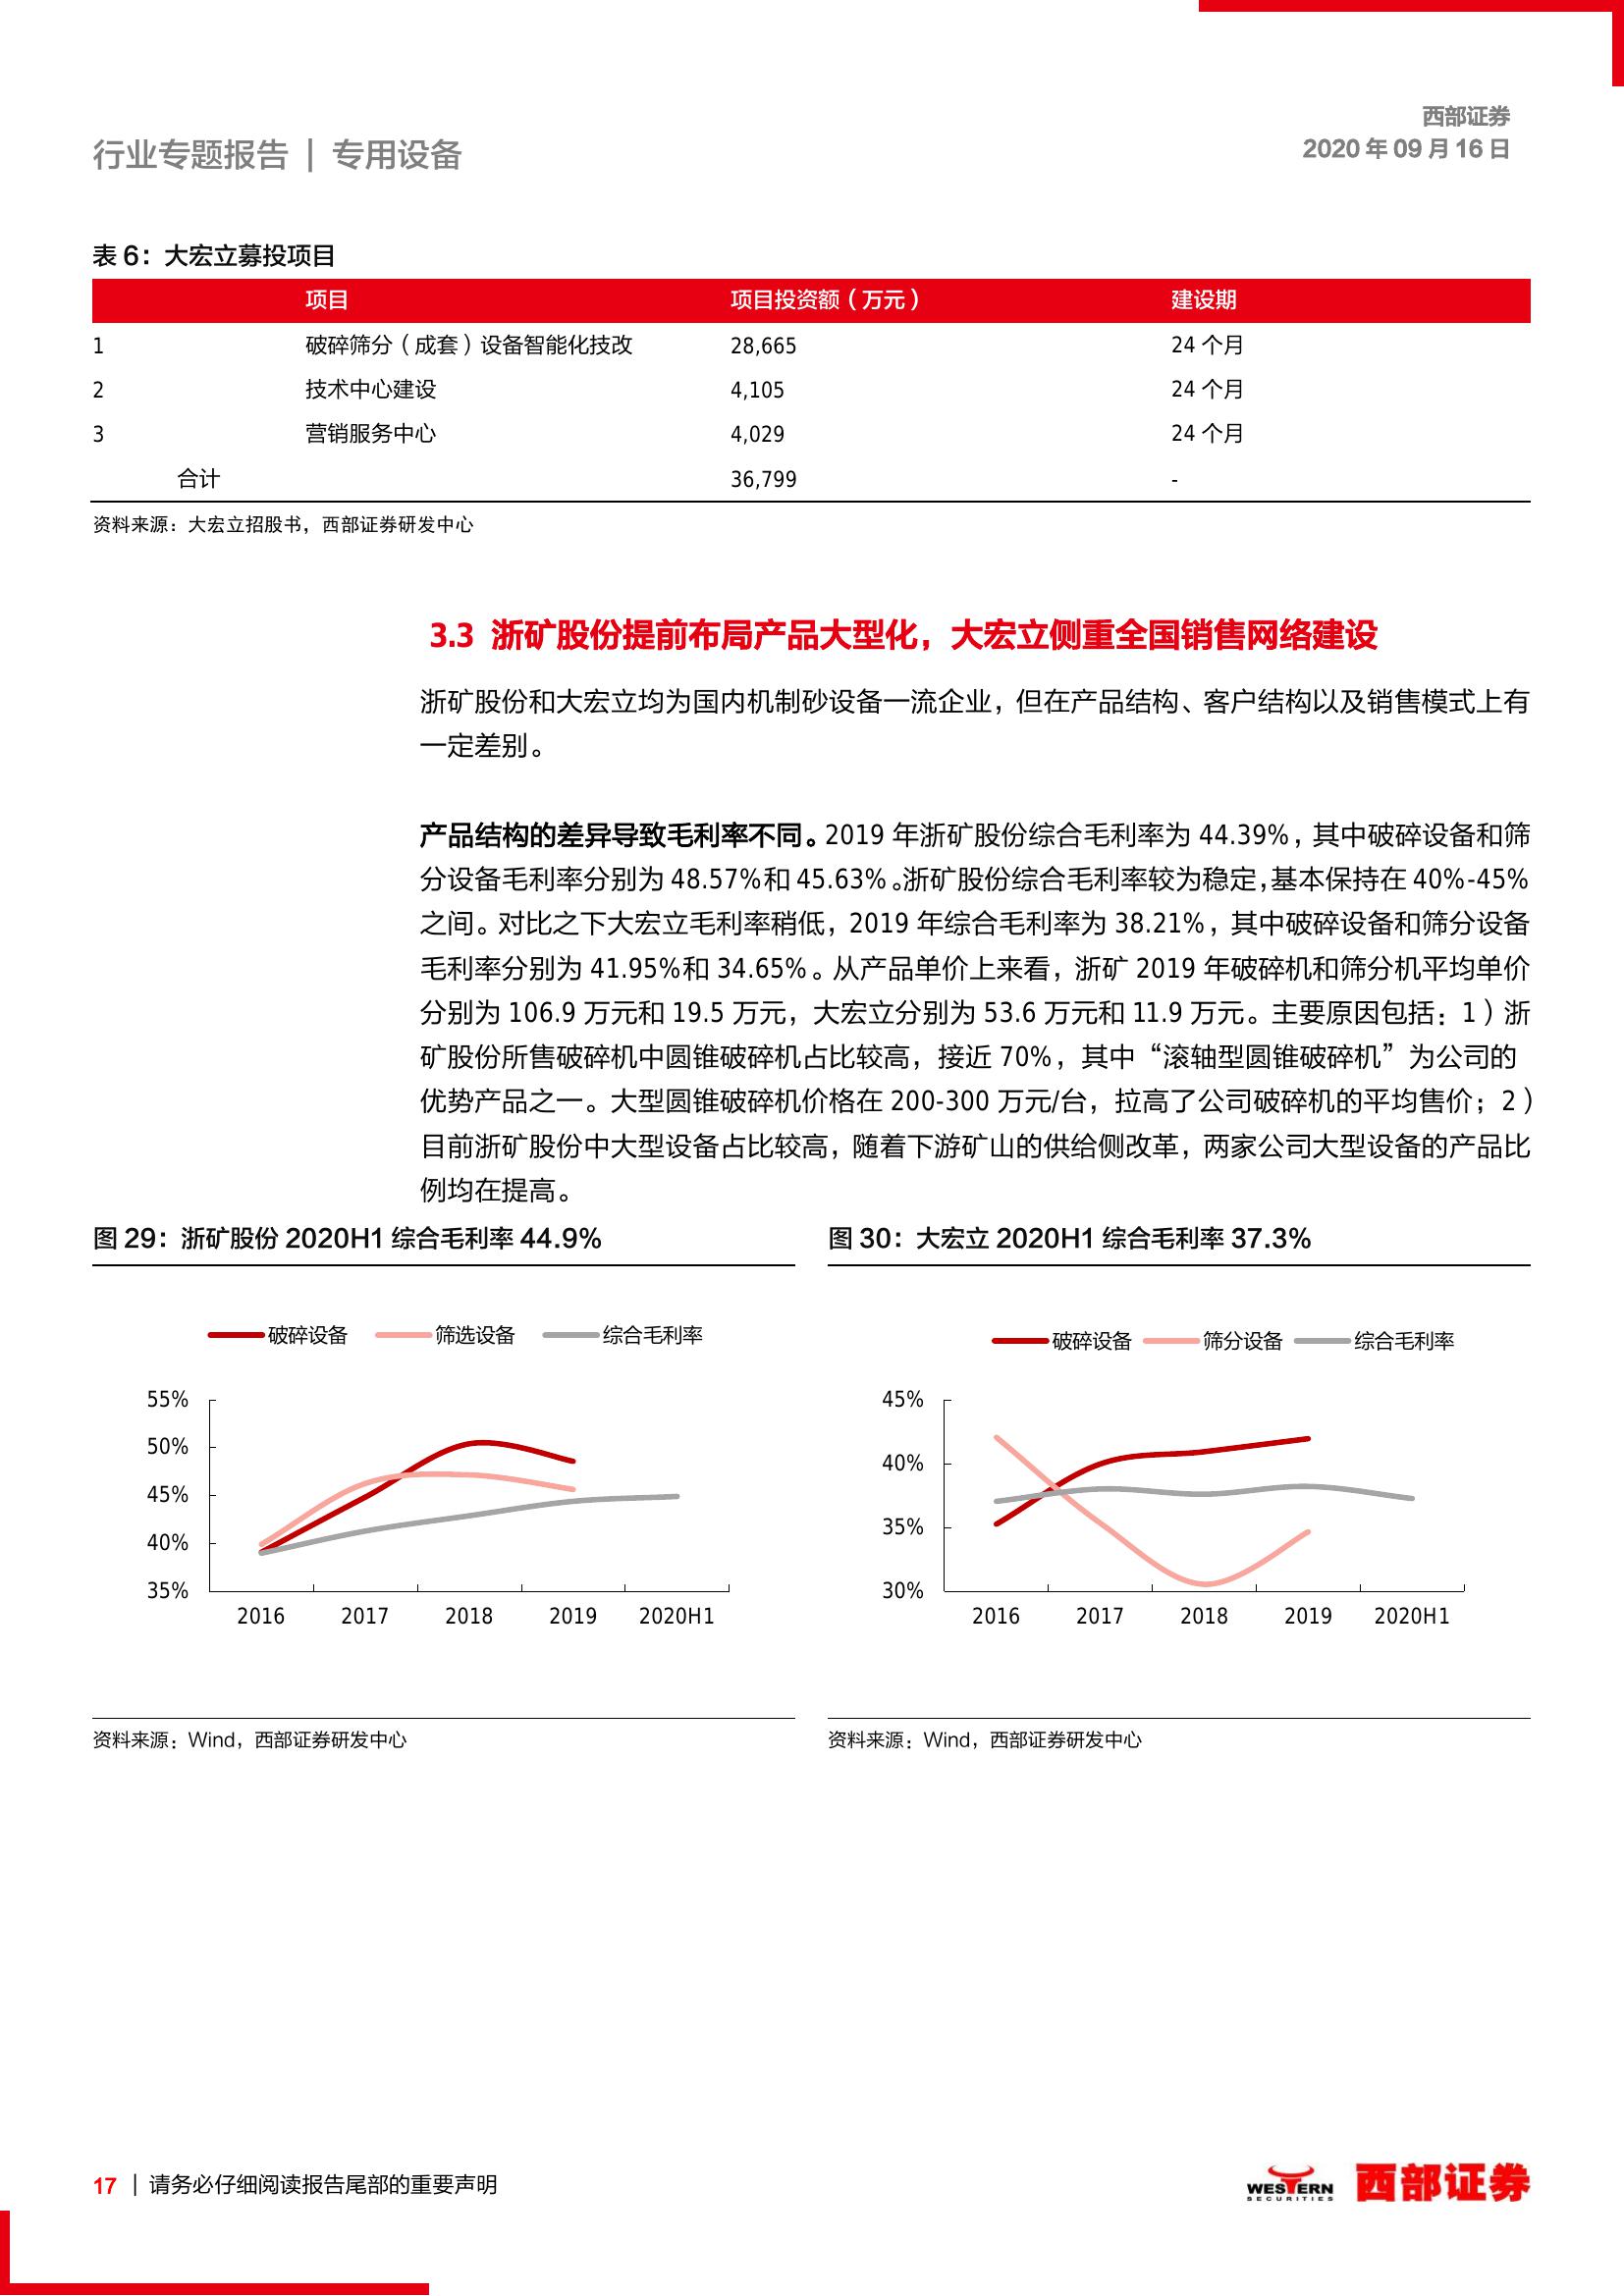 西部证券
行业专题报告 | 专用设备
2020 年 09 月 16 日
表 6：大宏立募投项目
项目 项目投资额（万元） 建设期
1 破碎筛分（成套）设备智能化技改 28,665 24 个月
2 技术中心建设 4,105 24 个月
3 营销服务中心 4,029 24 个月
合计 36,799 -
资料来源：大宏立招股书，西部证券研发中心
3.3 浙矿股份提前布局产品大型化，大宏立侧重全国销售网络建设
浙矿股份和大宏立均为国内机制砂设备一流企业，但在产品结构、客户结构以及销售模式上有
一定差别。
产品结构的差异导致毛利率不同。2019 年浙矿股份综合毛利率为 44.39%，其中破碎设备和筛
分设备毛利率分别为 48.57%和 45.63%。浙矿股份综合毛利率较为稳定，基本保持在 40%-45%
之间。对比之下大宏立毛利率稍低，2019 年综合毛利率为 38.21%，其中破碎设备和筛分设备
毛利率分别为 41.95%和 34.65%。从产品单价上来看，浙矿 2019 年破碎机和筛分机平均单价
分别为 106.9 万元和 19.5 万元，大宏立分别为 53.6 万元和 11.9 万元。主要原因包括：1）浙
矿股份所售破碎机中圆锥破碎机占比较高，接近 70%，其中“滚轴型圆锥破碎机”为公司的
优势产品之一。大型圆锥破碎机价格在 200-300 万元/台，拉高了公司破碎机的平均售价；2）
目前浙矿股份中大型设备占比较高，随着下游矿山的供给侧改革，两家公司大型设备的产品比
例均在提高。
图 29：浙矿股份 2020H1 综合毛利率 44.9%
破碎设备 筛选设备 综合毛利率
55%
50%
45%
40%
35%
2016 2017 2018 2019 2020H1
资料来源：Wind，西部证券研发中心
图 30：大宏立 2020H1 综合毛利率 37.3%
破碎设备 筛分设备 综合毛利率
45%
40%
35%
30%
2016 2017 2018 2019 2020H1
资料来源：Wind，西部证券研发中心
17 | 请务必仔细阅读报告尾部的重要声明
WESTERN
SECURITIES
西部证券